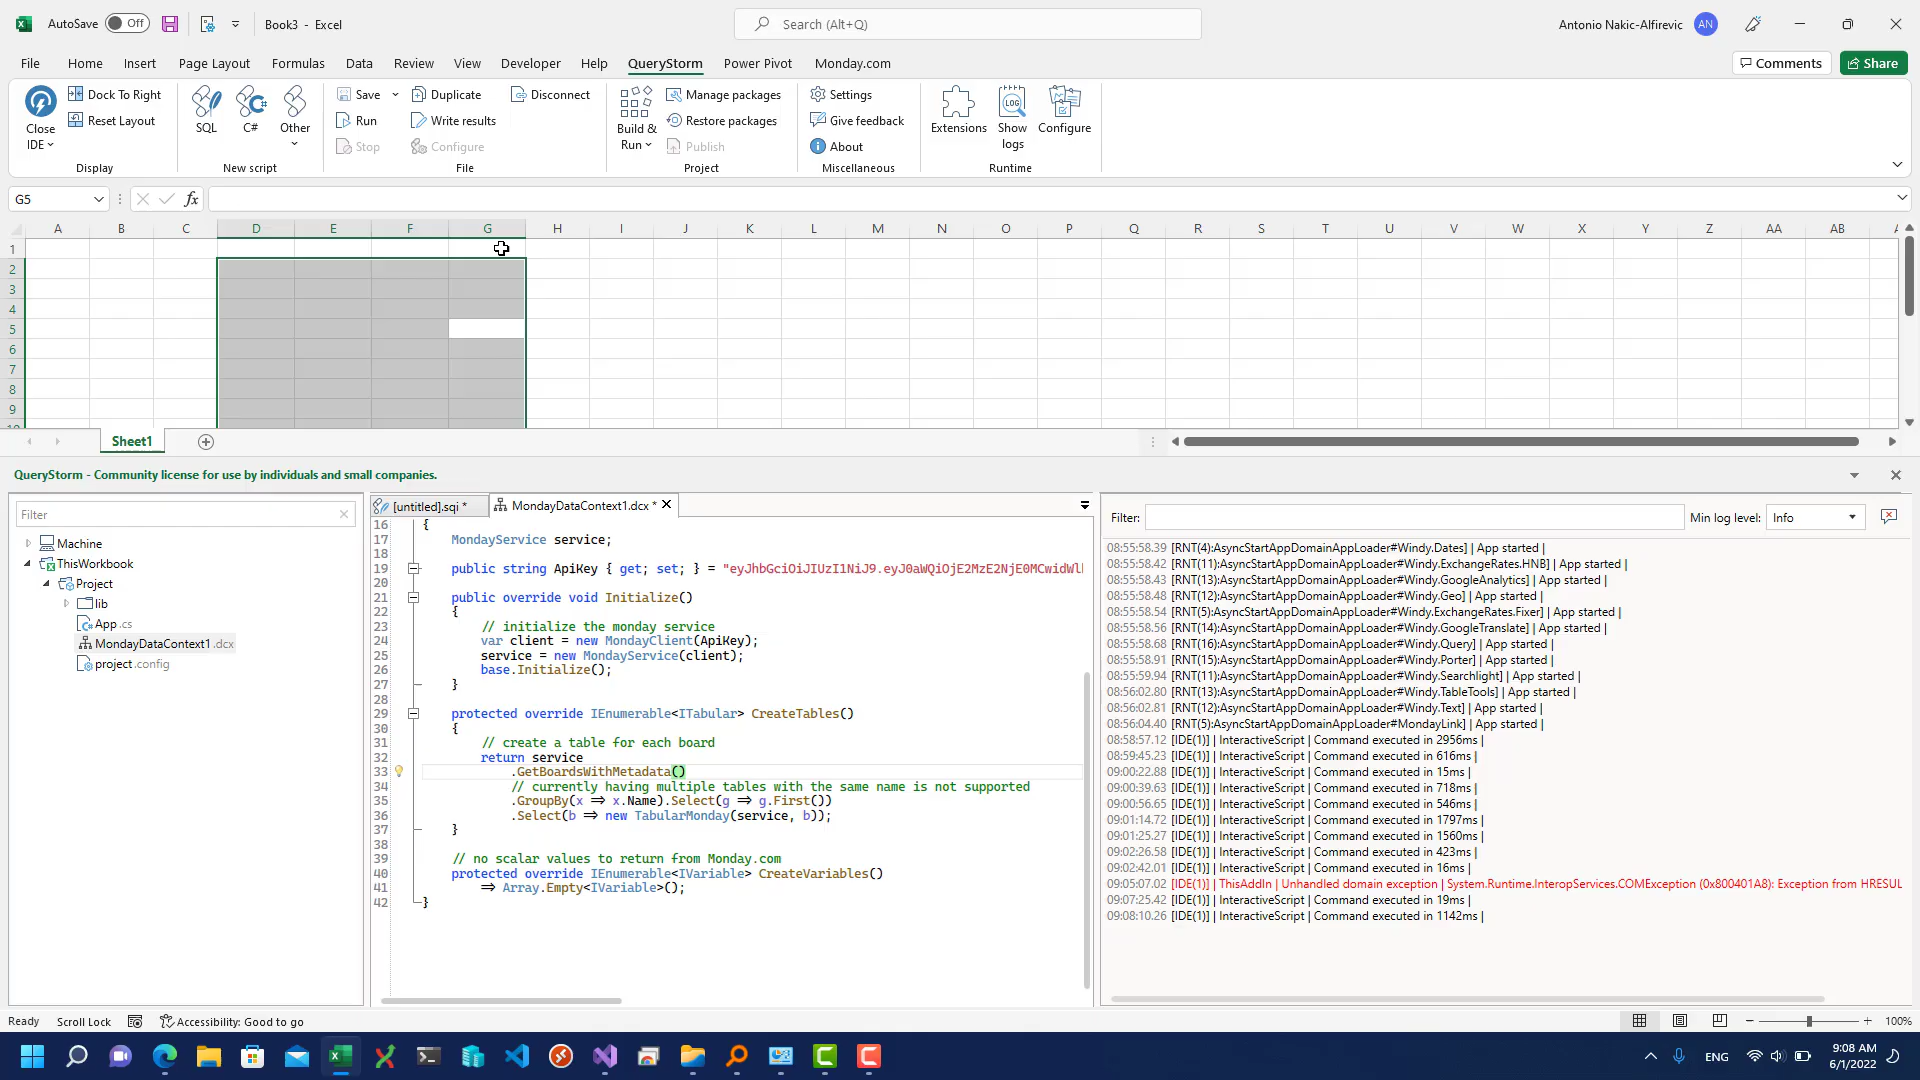 AutoSave Off Book3 - Excel Search (Alt+Q) Antonio Nakic-Alfirevic AN
File Home Insert Page Layout Formulas Data Review View Developer Help QueryStorm Power Pivot Monday.com Comments Share
Close IDE
Dock To Right
Reset Layout
Display
SQL
C#
Other
New script
Save
Run
Stop
Duplicate
Write results
Configure
Disconnect
File
Build & Run
Manage packages
Restore packages
Publish
Project
Settings
Give feedback
About
Miscellaneous
Extensions
LOG
Show logs
Configure
Runtime
G5 fx
A B C D E F G H I J K L M N O P Q R S T U V W X Y Z AA AB
1
2
3
4
5
6
7
8
9
Sheet1
QueryStorm - Community license for use by individuals and small companies.
Filter
Machine
ThisWorkbook
Project
lib
App.cs
MondayDataContext1.dcx
project.config
[untitled].sqi * MondayDataContext1.dcx *
16 {
17 MondayService service;
18
19 public string ApiKey { get; set; } =
20
21 public override void Initialize()
22 {
23 // initialize the monday service
24 var client = new MondayClient(ApiKey);
25 service = new MondayService(client);
26 base.Initialize();
27 }
28
29 protected override IEnumerable<ITabular> CreateTables()
30 {
31 // create a table for each board
32 return service
33 .GetBoardsWithMetadata()
34 // currently having multiple tables with the same name is not supported
35 .GroupBy(x => x.Name).Select(g => g.First())
36 .Select(b => new TabularMonday(service, b));
37 }
38
39 // no scalar values to return from Monday.com
40 protected override IEnumerable<IVariable> CreateVariables()
41 => Array.Empty<IVariable>();
42 }
Filter: Min log level: Info
08:55:58.39 [RNT(4):AsyncStartAppDomainAppLoader#Windy.Dates] | App started |
08:55:58.42 [RNT(11):AsyncStartAppDomainAppLoader#Windy.ExchangeRates.HNB] | App started |
08:55:58.43 [RNT(13):AsyncStartAppDomainAppLoader#Windy.GoogleAnalytics] | App started |
08:55:58.48 [RNT(12):AsyncStartAppDomainAppLoader#Windy.Geo] | App started |
08:55:58.54 [RNT(5):AsyncStartAppDomainAppLoader#Windy.ExchangeRates.Fixer] | App started |
08:55:58.56 [RNT(14):AsyncStartAppDomainAppLoader#Windy.GoogleTranslate] | App started |
08:55:58.68 [RNT(16):AsyncStartAppDomainAppLoader#Windy.Query] | App started |
08:55:58.91 [RNT(15):AsyncStartAppDomainAppLoader#Windy.Porter] | App started |
08:55:59.94 [RNT(11):AsyncStartAppDomainAppLoader#Windy.Searchlight] | App started |
08:56:02.80 [RNT(13):AsyncStartAppDomainAppLoader#Windy.TableTools] | App started |
08:56:02.81 [RNT(12):AsyncStartAppDomainAppLoader#Windy.Text] | App started |
08:56:04.40 [RNT(5):AsyncStartAppDomainAppLoader#MondayLink] | App started |
08:58:57.12 [IDE(1)] | InteractiveScript | Command executed in 2956ms |
08:59:45.23 [IDE(1)] | InteractiveScript | Command executed in 616ms |
09:00:22.88 [IDE(1)] | InteractiveScript | Command executed in 15ms |
09:00:39.63 [IDE(1)] | InteractiveScript | Command executed in 718ms |
09:00:56.65 [IDE(1)] | InteractiveScript | Command executed in 546ms |
09:01:14.72 [IDE(1)] | InteractiveScript | Command executed in 1797ms |
09:01:25.27 [IDE(1)] | InteractiveScript | Command executed in 1560ms |
09:02:26.58 [IDE(1)] | InteractiveScript | Command executed in 423ms |
09:02:42.01 [IDE(1)] | InteractiveScript | Command executed in 16ms |
09:05:07.02 [IDE(1)] | ThisAddIn | Unhandled domain exception | System.Runtime.InteropServices.COMException (0x800401A8): Exception from HRESUL
09:07:25.42 [IDE(1)] | InteractiveScript | Command executed in 19ms |
09:08:10.26 [IDE(1)] | InteractiveScript | Command executed in 1142ms |
Ready Scroll Lock Accessibility: Good to go 100%
ENG 9:08 AM
6/1/2022